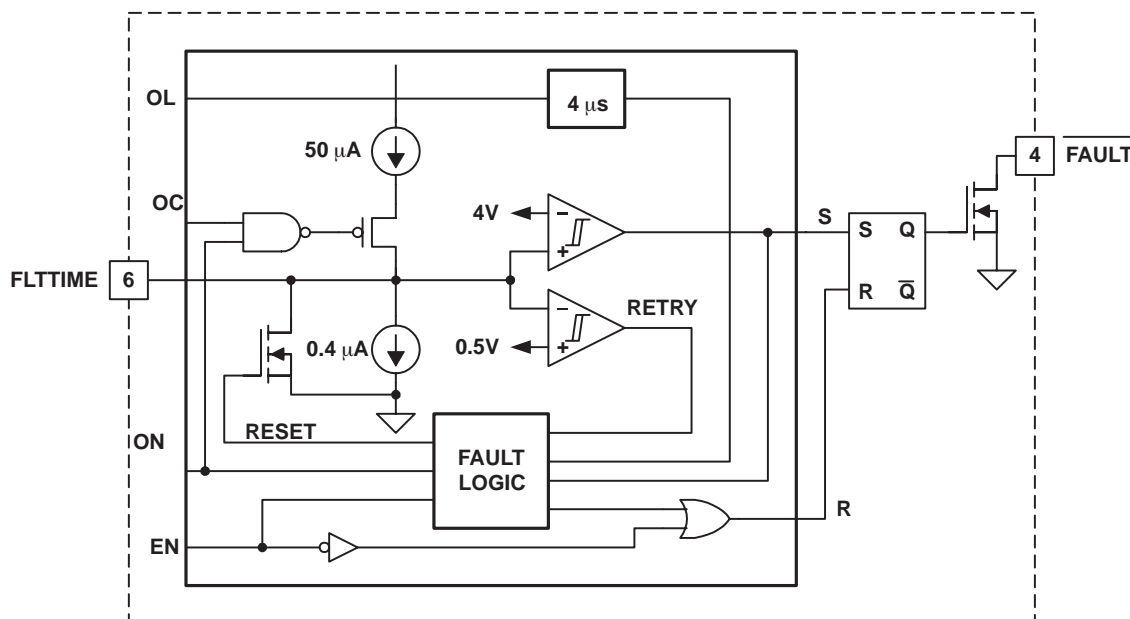 OL
4 μs
50 μA
4
FAULT
OC
4V
−
+
S
S Q
FLTTIME
6
R Q
RETRY
−
+
0.4 μA
0.5V
RESET
ON
FAULT
LOGIC
R
EN